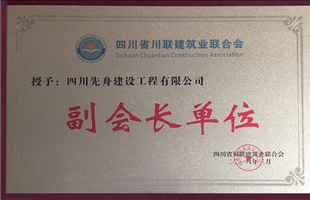 四川省川联建筑业联合会
Sichuan Chuanlian Construction Association
授予：四川先舟建设工程有限公司
副会长单位
四川省川联建筑业联合会